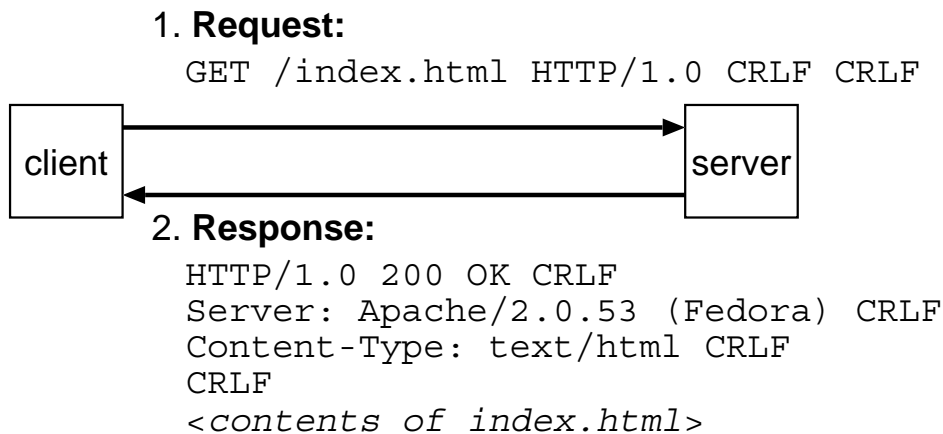 1. Request:
GET /index.html HTTP/1.0 CRLF CRLF
client
server
2. Response:
HTTP/1.0 200 OK CRLF
Server: Apache/2.0.53 (Fedora) CRLF
Content-Type: text/html CRLF
CRLF
<contents of index.html>